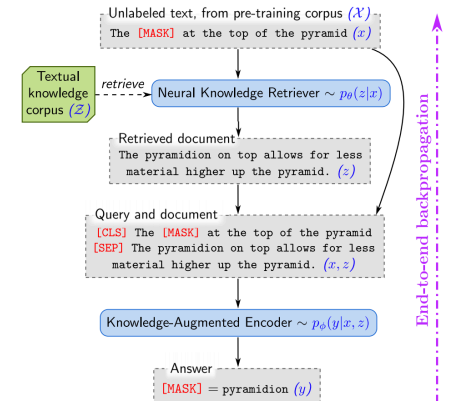 Unlabeled text, from pre-training corpus (𝒳)
The [MASK] at the top of the pyramid (x)
Textual
knowledge
corpus (𝒵)
retrieve
Neural Knowledge Retriever ∼ pθ(z|x)
Retrieved document
The pyramidion on top allows for less
material higher up the pyramid. (z)
Query and document
[CLS] The [MASK] at the top of the pyramid
[SEP] The pyramidion on top allows for less
material higher up the pyramid. (x, z)
Knowledge-Augmented Encoder ∼ pϕ(y|x, z)
Answer
[MASK] = pyramidion (y)
End-to-end backpropagation